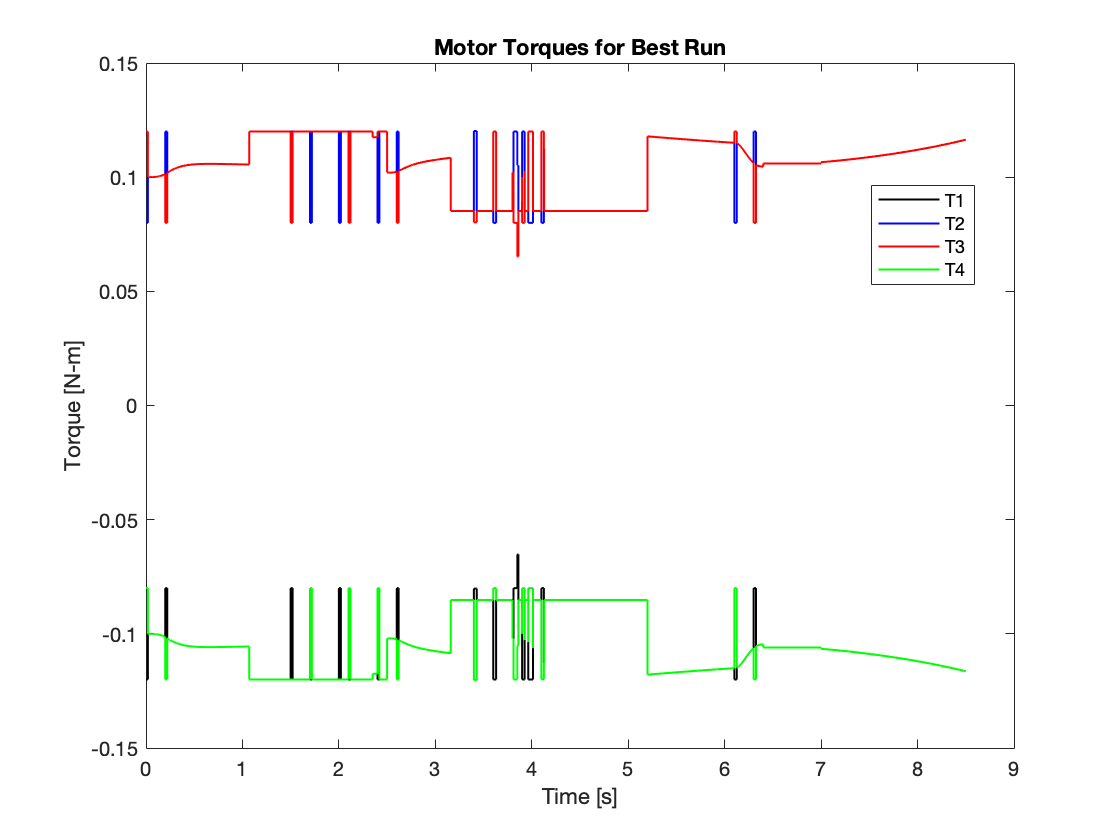 Motor Torques for Best Run
0.15
0.1
0.05
0
-0.05
-0.1
-0.15
Torque [N-m]
T1
T2
T3
T4
0 1 2 3 4 5 6 7 8 9
Time [s]